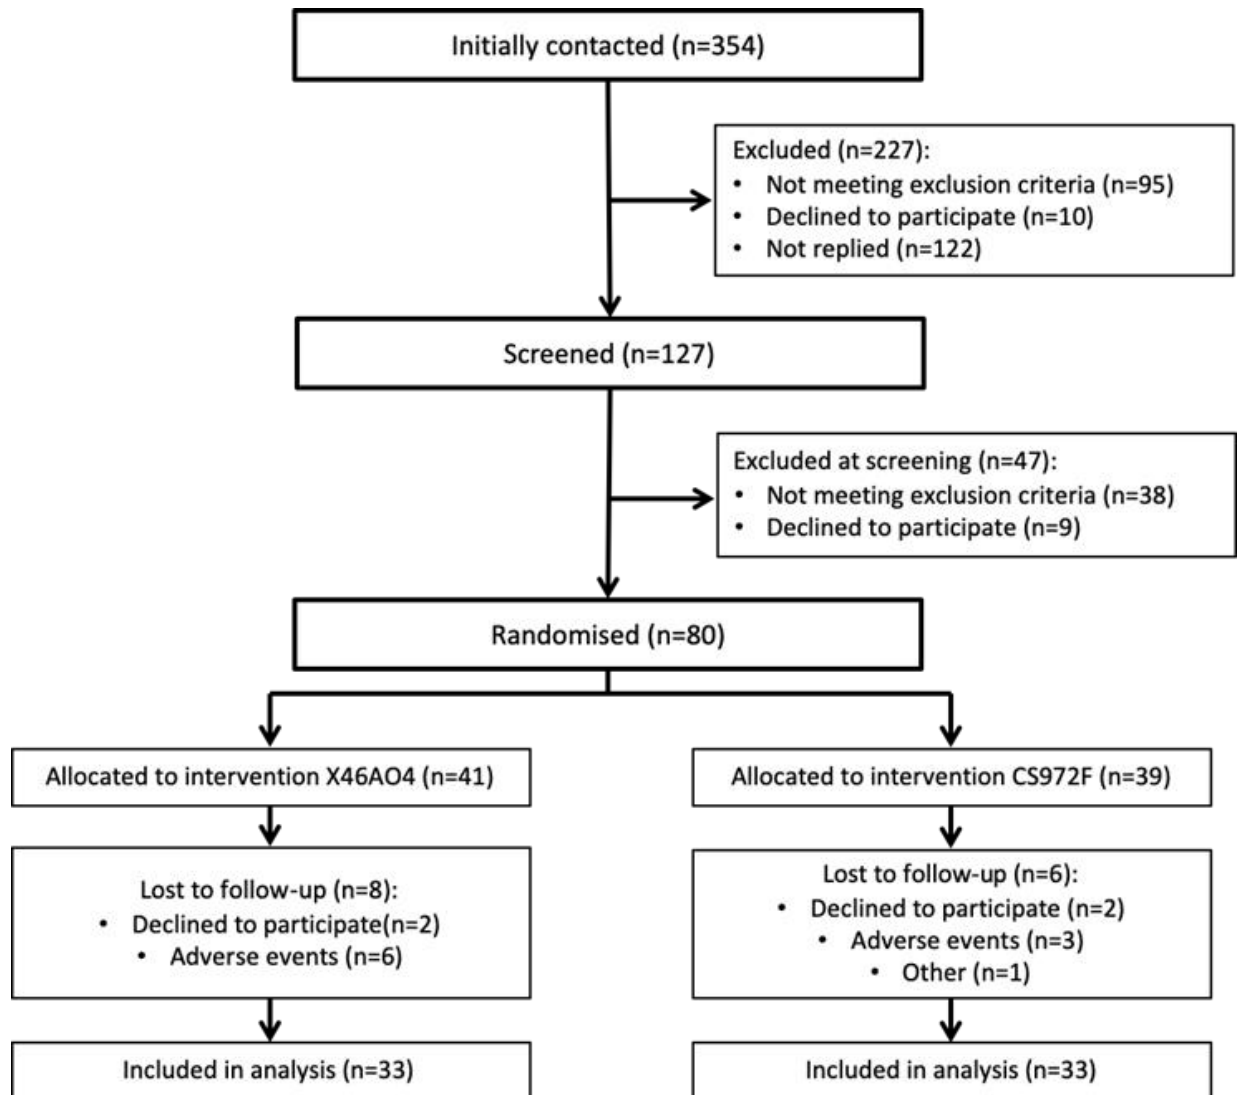 Initially contacted (n=354)
Excluded (n=227):
• Not meeting exclusion criteria (n=95)
• Declined to participate (n=10)
• Not replied (n=122)
Screened (n=127)
Excluded at screening (n=47):
• Not meeting exclusion criteria (n=38)
• Declined to participate (n=9)
Randomised (n=80)
Allocated to intervention X46AO4 (n=41)
Lost to follow-up (n=8):
• Declined to participate(n=2)
• Adverse events (n=6)
Included in analysis (n=33)
Allocated to intervention CS972F (n=39)
Lost to follow-up (n=6):
• Declined to participate (n=2)
• Adverse events (n=3)
• Other (n=1)
Included in analysis (n=33)